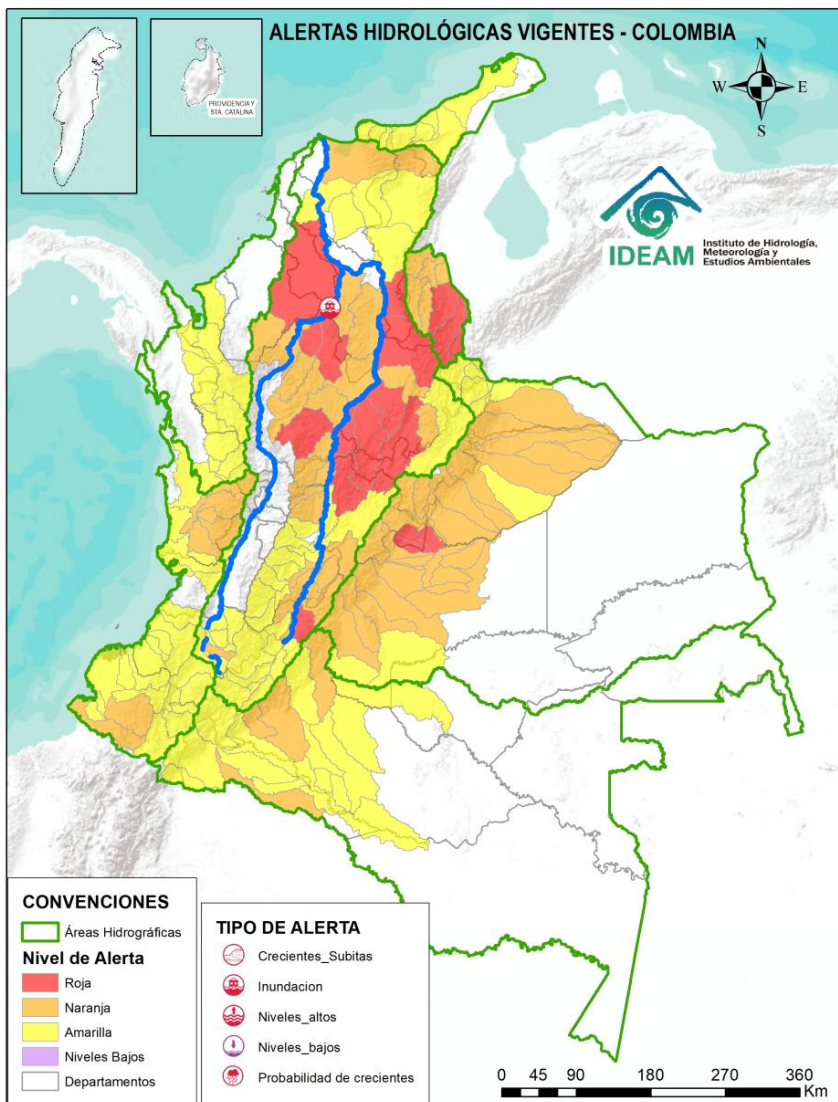 ALERTAS HIDROLÓGICAS VIGENTES - COLOMBIA
PROVIDENCIA Y
STA. CATALINA
N
W
E
S
IDEAM
Instituto de Hidrología,
Meteorología y
Estudios Ambientales
CONVENCIONES
Áreas Hidrográficas
Nivel de Alerta
Roja
Naranja
Amarilla
Niveles Bajos
Departamentos
TIPO DE ALERTA
Crecientes_Subitas
Inundacion
Niveles_altos
Niveles_bajos
Probabilidad de crecientes
0 45 90 180 270 360
Km